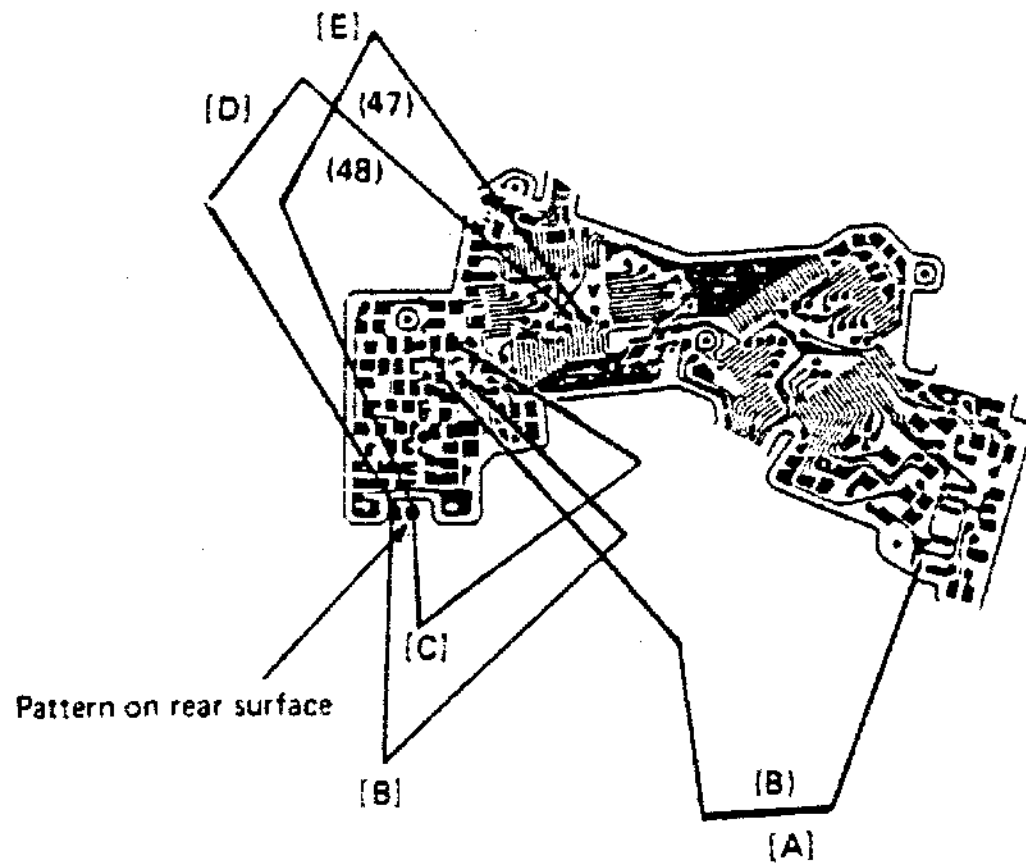 [E]
[D]
(47)
(48)
[C]
Pattern on rear surface
[B]
(B)
[A]